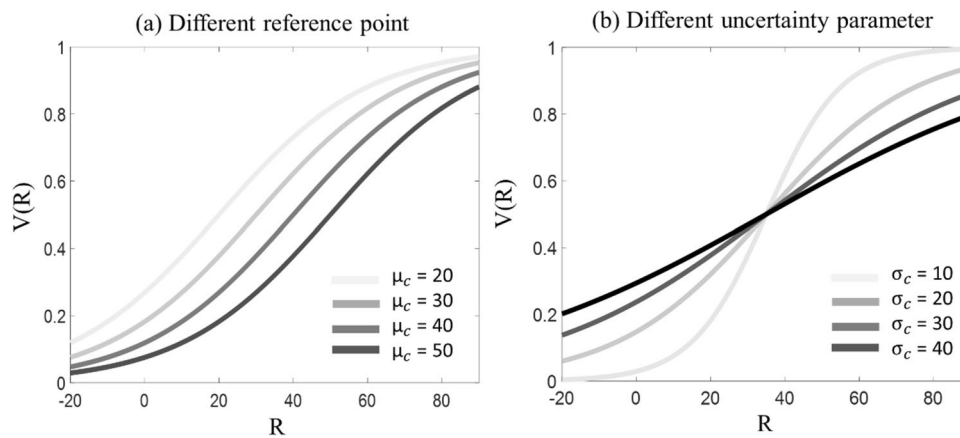 (a) Different reference point
(b) Different uncertainty parameter
1
0.8
0.6
0.4
0.2
0
V(R)
-20
0
20
40
60
80
R
μc = 20
μc = 30
μc = 40
μc = 50
1
0.8
0.6
0.4
0.2
0
V(R)
-20
0
20
40
60
80
R
σc = 10
σc = 20
σc = 30
σc = 40